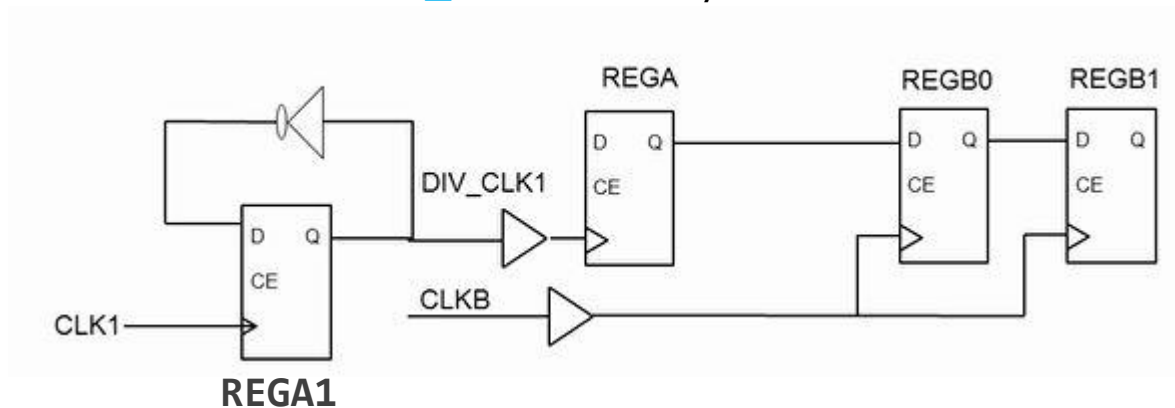 REGA
REGB0
REGB1
D Q
CE
D Q
CE
D Q
CE
DIV_CLK1
D Q
CE
CLKB
CLK1
REGA1